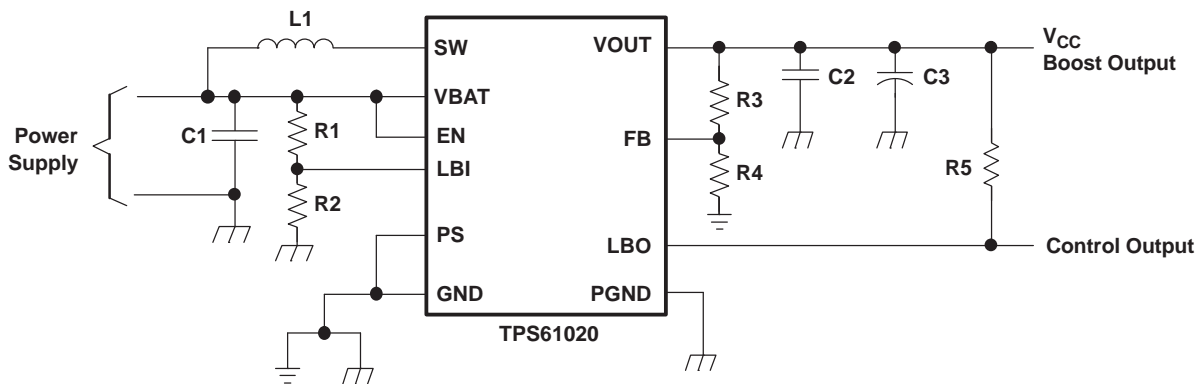 L1
SW
VOUT
VCC
Boost Output
C2
C3
R3
VBAT
Power
Supply
C1
R1
EN
FB
LBI
R4
R5
R2
PS
LBO
Control Output
GND
PGND
TPS61020